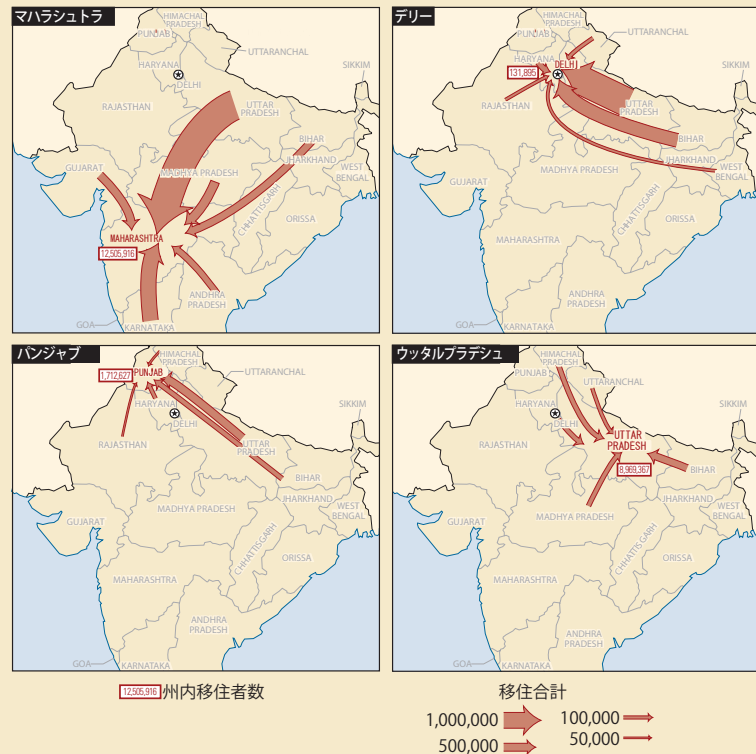 マハラシュトラ
HIMACHAL
PRADESH
PUNJAB
UTTARANCHAL
HARYANA
DELHI
SIKKIM
RAJASTHAN
UTTAR
PRADESH
BIHAR
GUJARAT
MADHYA PRADESH
JHARKHAND
WEST
BENGAL
CHHATTISGARH
ORISSA
MAHARASHTRA
12,505,916
ANDHRA
PRADESH
GOA
KARNATAKA
デリー
HIMACHAL
PRADESH
PUNJAB
UTTARANCHAL
HARYANA
DELHI
131,895
SIKKIM
RAJASTHAN
UTTAR
PRADESH
BIHAR
JHARKHAND
WEST
BENGAL
MADHYA PRADESH
GUJARAT
CHHATTISGARH
ORISSA
MAHARASHTRA
ANDHRA
PRADESH
GOA
KARNATAKA
パンジャブ
HIMACHAL
PRADESH
PUNJAB
1,712,627
UTTARANCHAL
HARYANA
DELHI
SIKKIM
RAJASTHAN
UTTAR
PRADESH
BIHAR
JHARKHAND
WEST
BENGAL
MADHYA PRADESH
GUJARAT
CHHATTISGARH
ORISSA
MAHARASHTRA
ANDHRA
PRADESH
GOA
KARNATAKA
ウッタルプラデシュ
HIMACHAL
PRADESH
PUNJAB
UTTARANCHAL
HARYANA
DELHI
SIKKIM
RAJASTHAN
UTTAR
PRADESH
8,969,367
BIHAR
JHARKHAND
WEST
BENGAL
MADHYA PRADESH
GUJARAT
CHHATTISGARH
ORISSA
MAHARASHTRA
ANDHRA
PRADESH
GOA
KARNATAKA
12,505,916 州内移住者数
移住合計
1,000,000
100,000
500,000
50,000